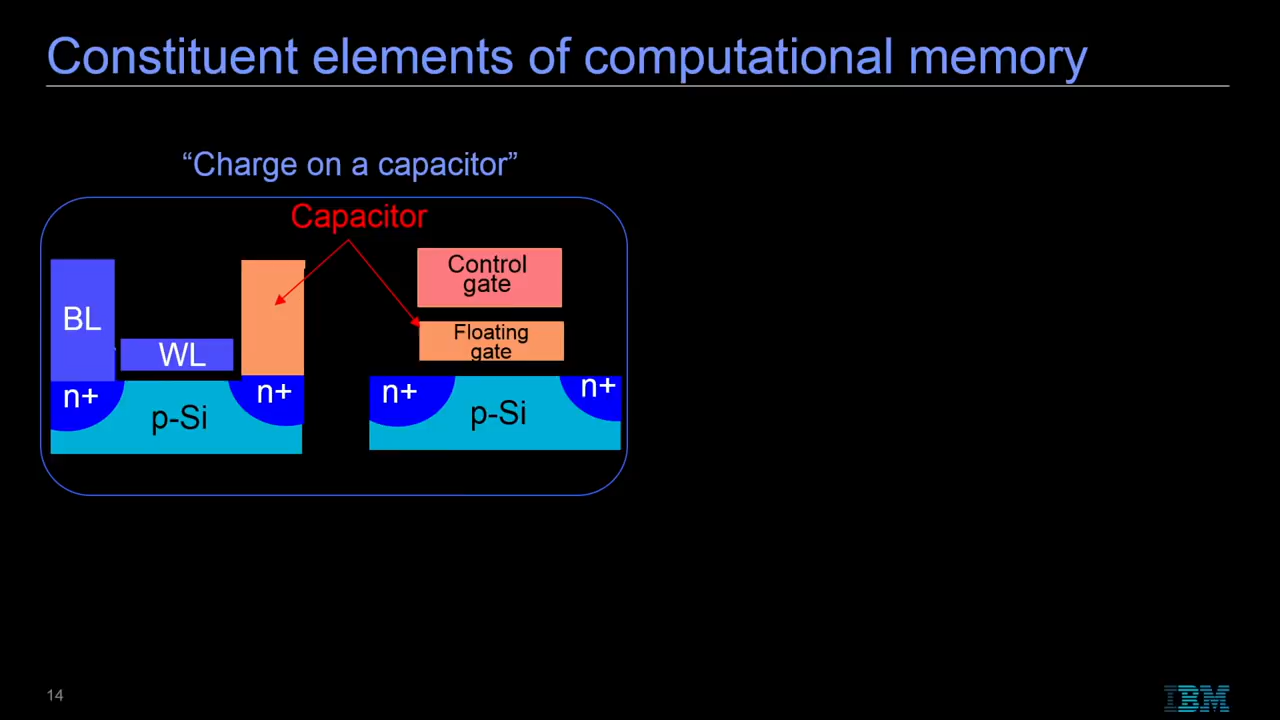 Constituent elements of computational memory
“Charge on a capacitor”
Capacitor
BL
WL
n+
n+
p-Si
Control
gate
Floating
gate
n+
n+
p-Si
14
IBM